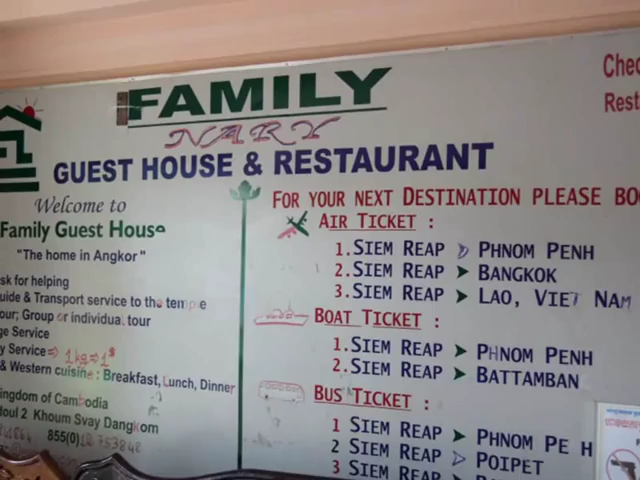 FAMILY
NARY
GUEST HOUSE & RESTAURANT
Welcome to
Family Guest House
"The home in Angkor"
sk for helping
uide & Transport service to the temple
our; Group or individual tour
ge Service
y Service 1kg = 1$
& Western cuisine : Breakfast, Lunch, Dinner
ingdom of Cambodia
doul 2 Khoum Svay Dangkom
855(0)12 753848
Chec
Rest
FOR YOUR NEXT DESTINATION PLEASE BO
AIR TICKET :
1. SIEM REAP PHNOM PENH
2. SIEM REAP BANGKOK
3. SIEM REAP LAO, VIET NAM
BOAT TICKET :
1. SIEM REAP PHNOM PENH
2. SIEM REAP BATTAMBAN
BUS TICKET :
1 SIEM REAP PHNOM PE H
2 SIEM REAP POIPET
3 SIEM REAP